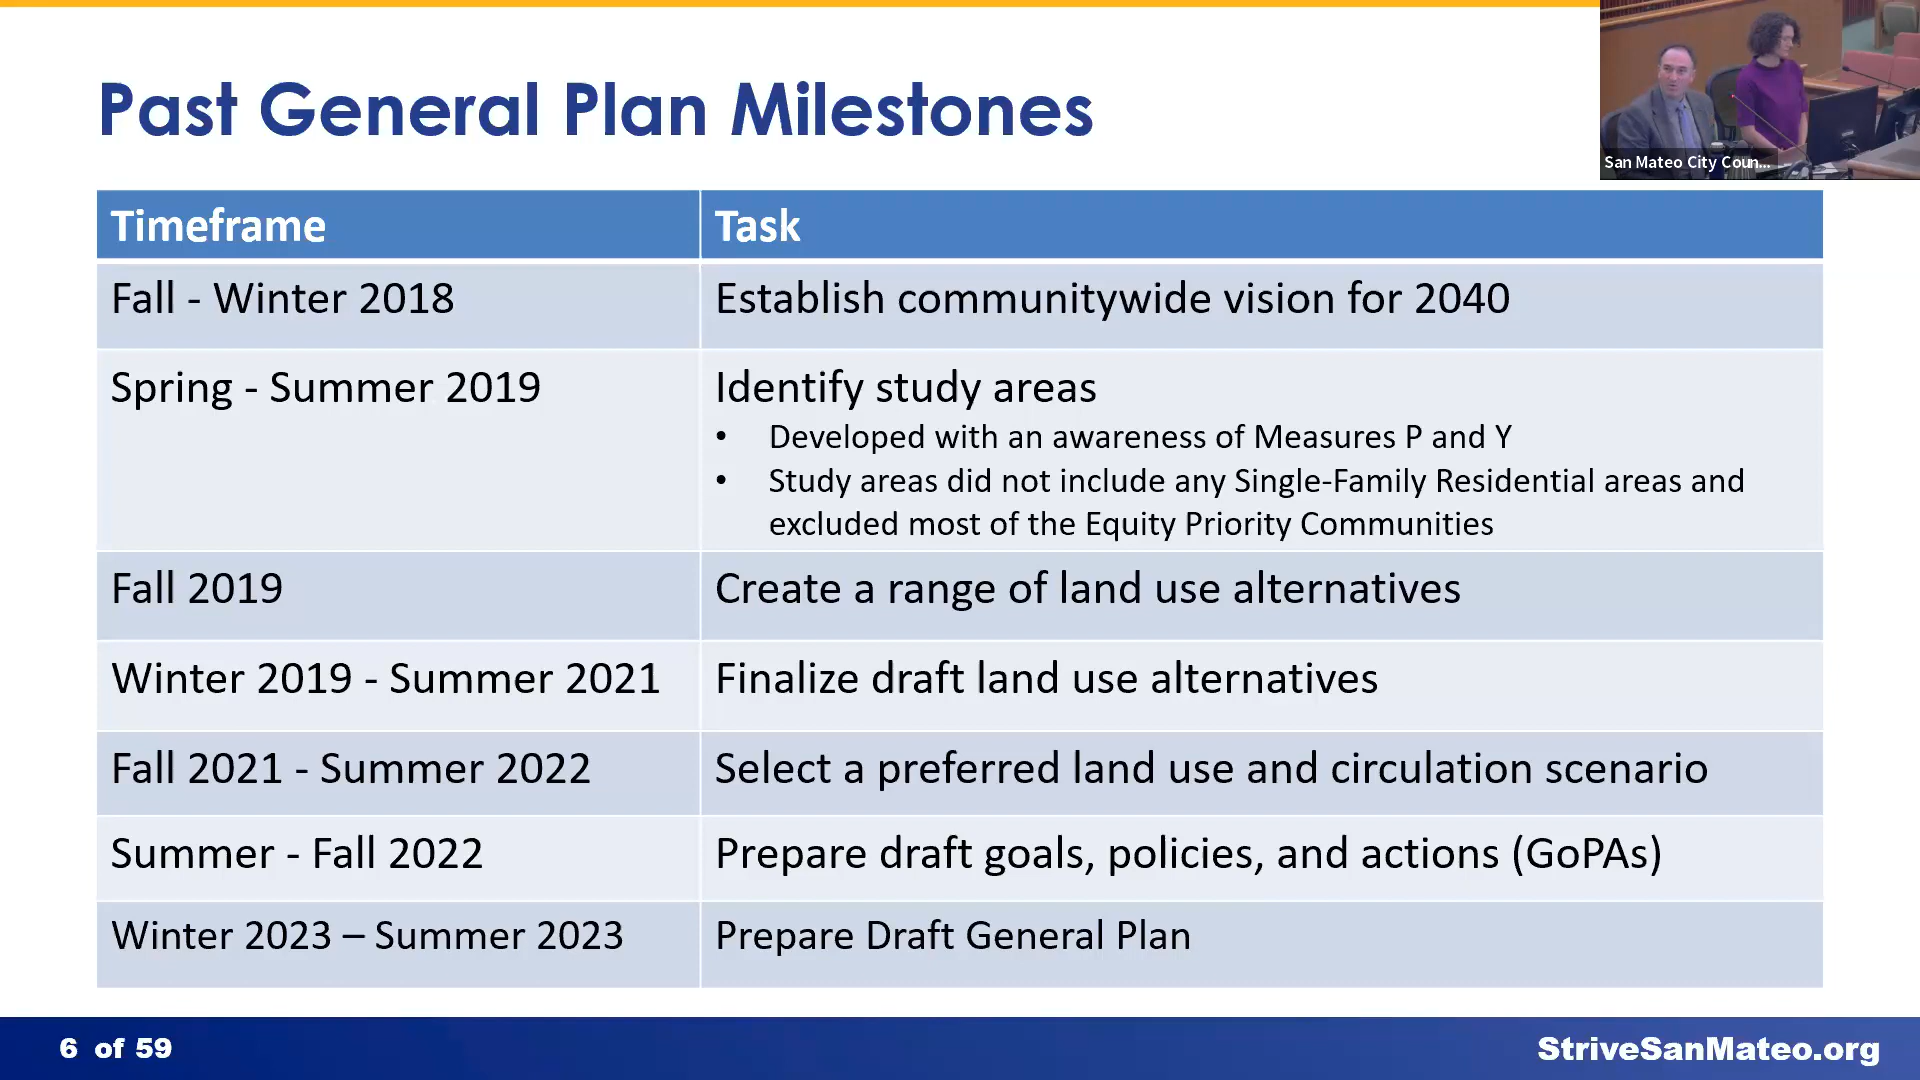 Past General Plan Milestones
San Mateo City Coun...
Timeframe
Task
Fall - Winter 2018
Establish communitywide vision for 2040
Spring - Summer 2019
Identify study areas
• Developed with an awareness of Measures P and Y
• Study areas did not include any Single-Family Residential areas and
excluded most of the Equity Priority Communities
Fall 2019
Create a range of land use alternatives
Winter 2019 - Summer 2021
Finalize draft land use alternatives
Fall 2021 - Summer 2022
Select a preferred land use and circulation scenario
Summer - Fall 2022
Prepare draft goals, policies, and actions (GoPAs)
Winter 2023 – Summer 2023
Prepare Draft General Plan
6 of 59
StriveSanMateo.org